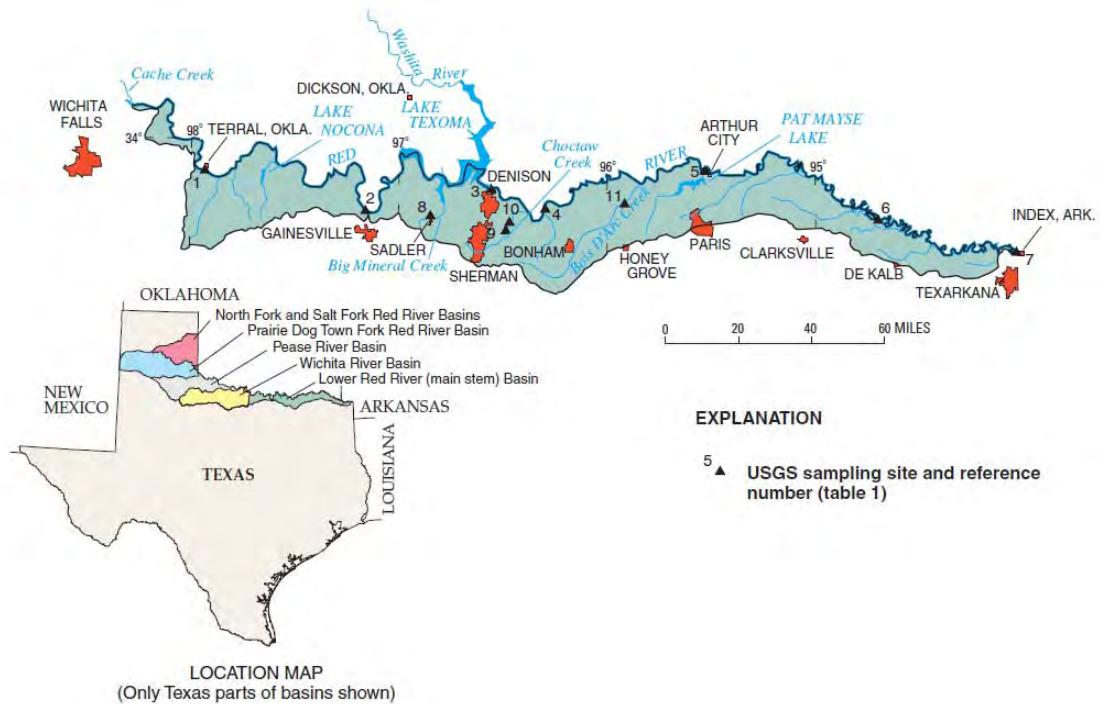 Cache Creek
WICHITA
FALLS
34°
98°
TERRAL, OKLA.
1
DICKSON, OKLA.
LAKE
NOCONA
RED
Washita
River
LAKE
TEXOMA
97°
2
GAINESVILLE
8
SADLER
Big Mineral Creek
3
DENISON
10
9
SHERMAN
Choctaw
Creek
4
BONHAM
96°
11
RIVER
Bois D'Arc Creek
HONEY
GROVE
ARTHUR
CITY
5
PAT MAYSE
LAKE
PARIS
95°
CLARKSVILLE
6
DE KALB
INDEX, ARK.
7
TEXARKANA
0 20 40 60 MILES
OKLAHOMA
North Fork and Salt Fork Red River Basins
Prairie Dog Town Fork Red River Basin
Pease River Basin
Wichita River Basin
Lower Red River (main stem) Basin
NEW
MEXICO
ARKANSAS
LOUISIANA
TEXAS
LOCATION MAP
(Only Texas parts of basins shown)
EXPLANATION
5
USGS sampling site and reference
number (table 1)